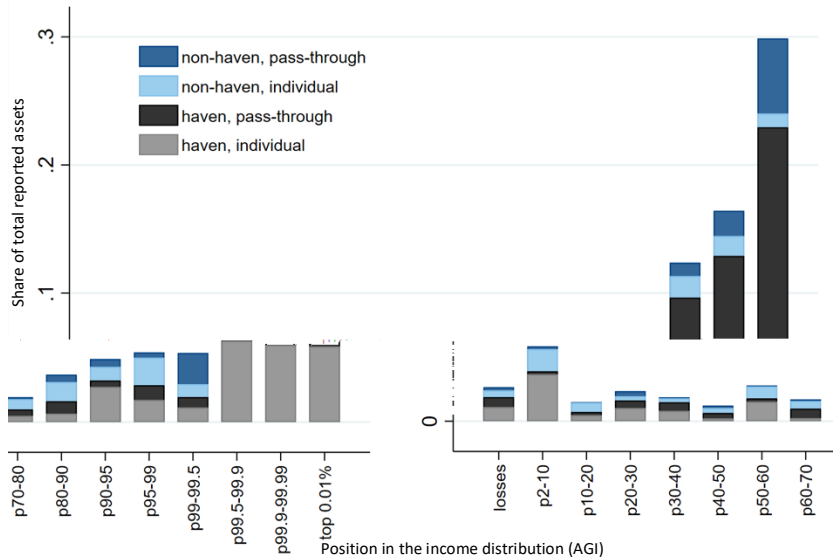 .3
non-haven, pass-through
non-haven, individual
haven, pass-through
haven, individual
Share of total reported assets
.2
.1
0
p70-80
p80-90
p90-95
p95-99
p99-99.5
p99.5-99.9
p99.9-99.99
top 0.01%
losses
p2-10
p10-20
p20-30
p30-40
p40-50
p50-60
p60-70
Position in the income distribution (AGI)